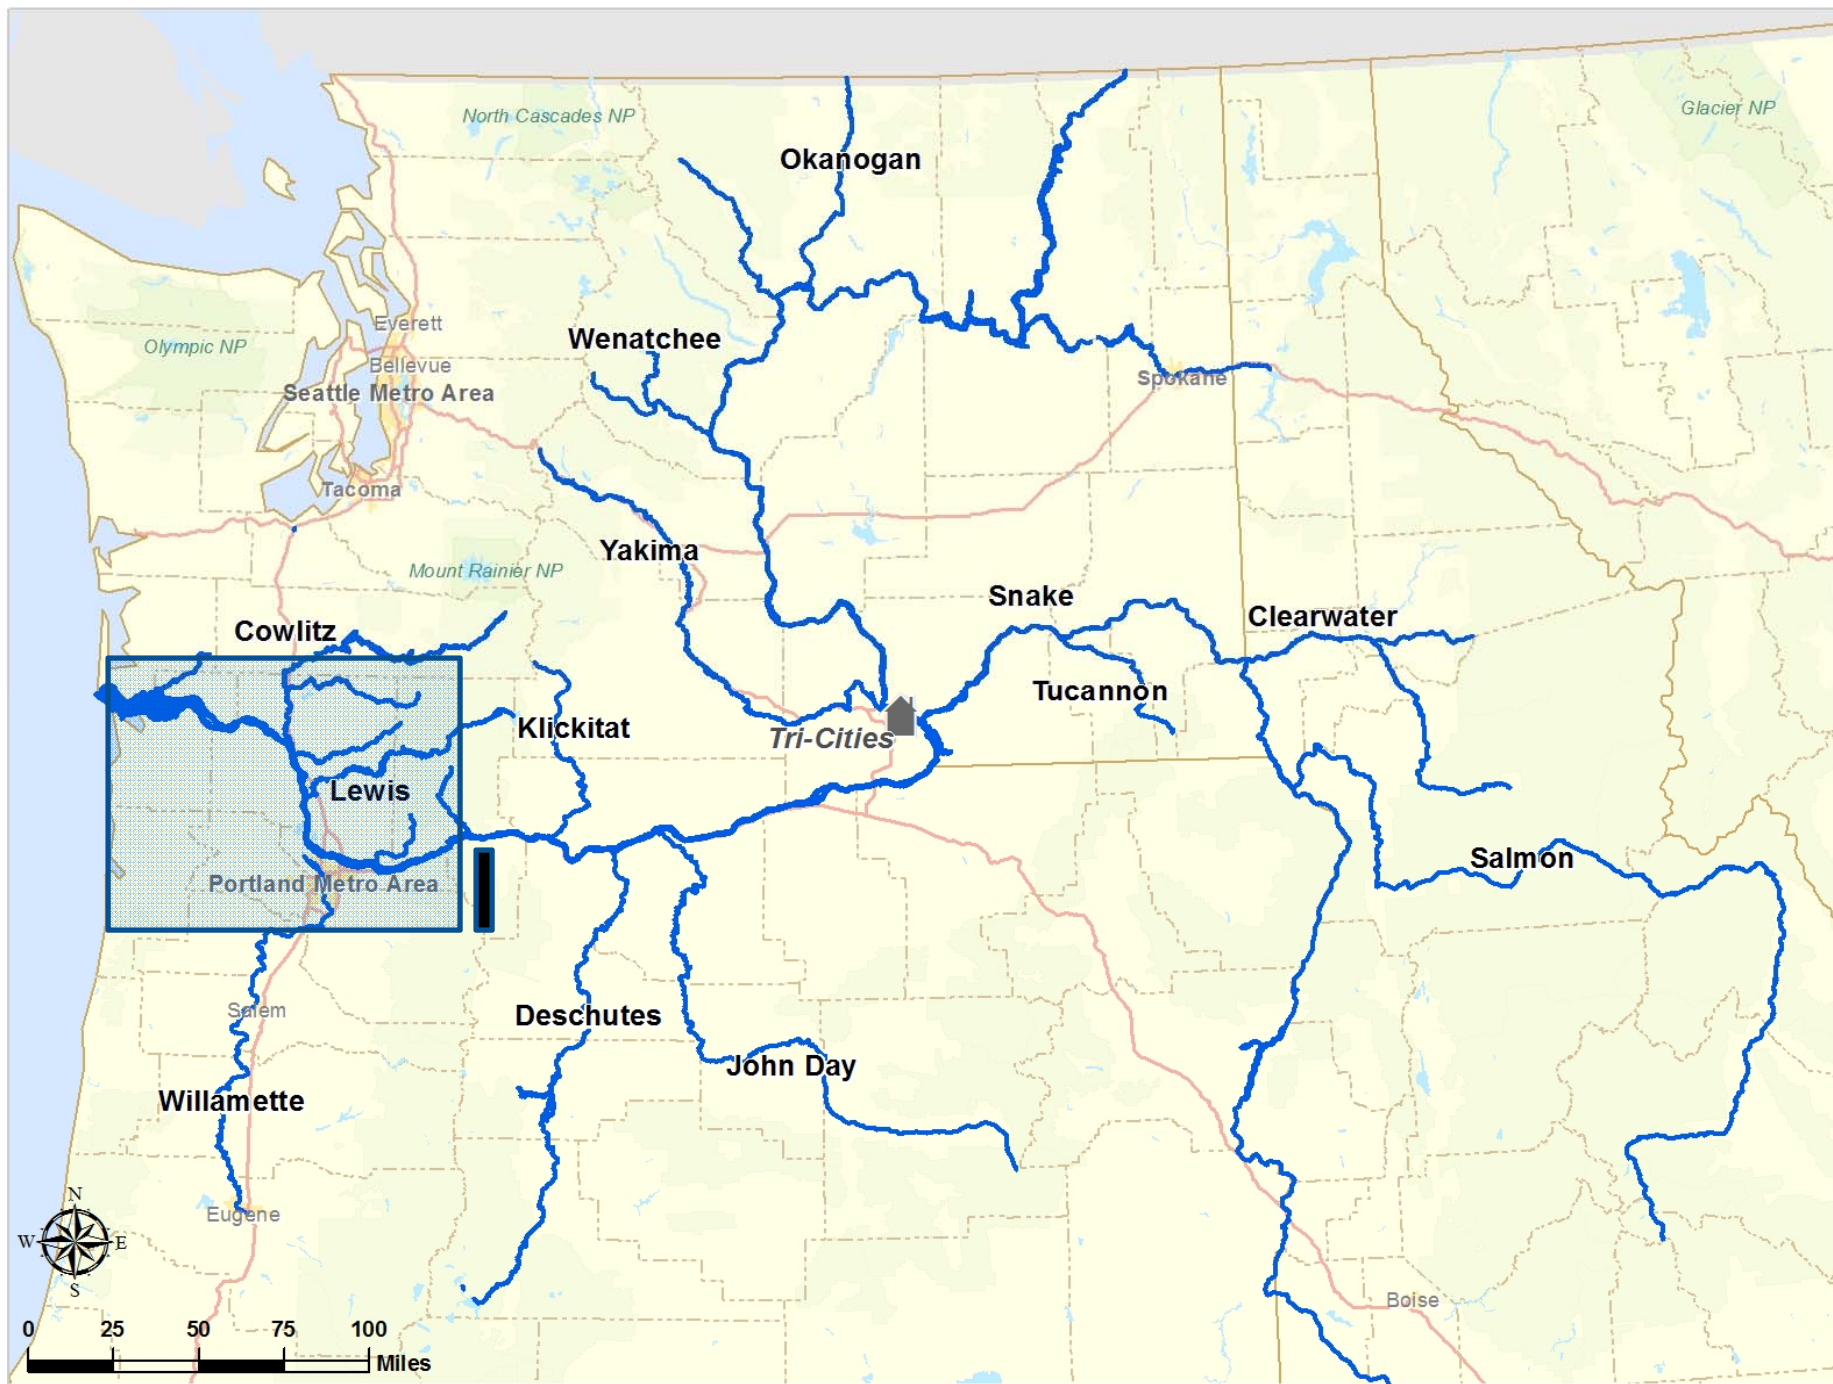 North Cascades NP
Glacier NP
Okanogan
Everett
Wenatchee
Olympic NP
Bellevue
Spokane
Seattle Metro Area
Tacoma
Yakima
Mount Rainier NP
Snake
Clearwater
Cowlitz
Tucannon
Klickitat
Tri-Cities
Lewis
Salmon
Portland Metro Area
Salem
Deschutes
John Day
Willamette
N
Eugene
W
E
S
Boise
0 25 50 75 100
Miles